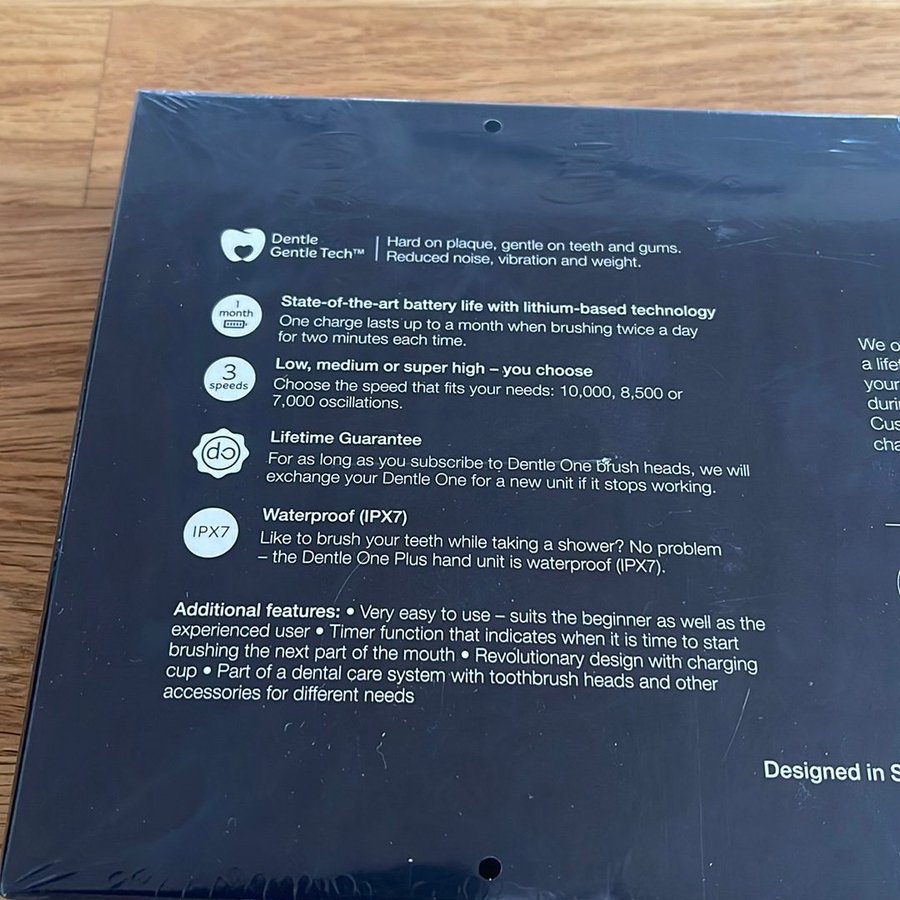 Dentle
Gentle Tech™
Hard on plaque, gentle on teeth and gums.
Reduced noise, vibration and weight.
1
month
State-of-the-art battery life with lithium-based technology
One charge lasts up to a month when brushing twice a day
for two minutes each time.
3
speeds
Low, medium or super high – you choose
Choose the speed that fits your needs: 10,000, 8,500 or
7,000 oscillations.
do
Lifetime Guarantee
For as long as you subscribe to Dentle One brush heads, we will
exchange your Dentle One for a new unit if it stops working.
IPX7
Waterproof (IPX7)
Like to brush your teeth while taking a shower? No problem
– the Dentle One Plus hand unit is waterproof (IPX7).
Additional features: • Very easy to use – suits the beginner as well as the
experienced user • Timer function that indicates when it is time to start
brushing the next part of the mouth • Revolutionary design with charging
cup • Part of a dental care system with toothbrush heads and other
accessories for different needs
We
a
your
Designed in